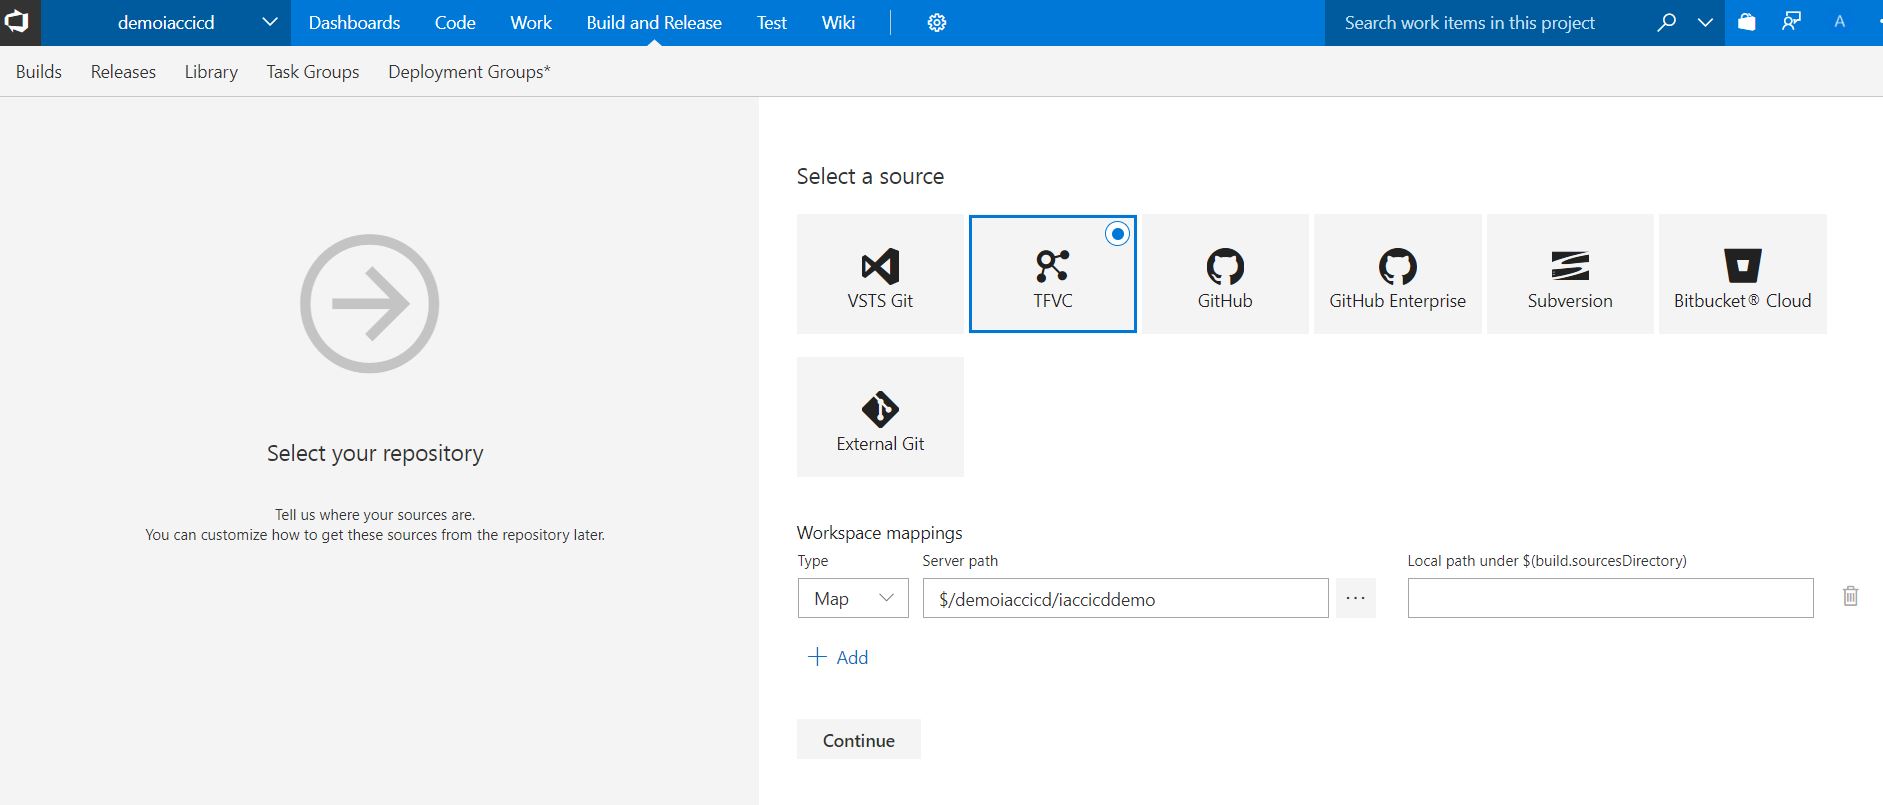 demoiaccicd Dashboards Code Work Build and Release Test Wiki Search work items in this project A
Builds Releases Library Task Groups Deployment Groups*
Select a source
VSTS Git TFVC GitHub GitHub Enterprise Subversion Bitbucket® Cloud
External Git
Select your repository
Tell us where your sources are.
You can customize how to get these sources from the repository later.
Workspace mappings
Type Server path Local path under $(build.sourcesDirectory)
Map $/demoiaccicd/iaccicddemo ...
+ Add
Continue